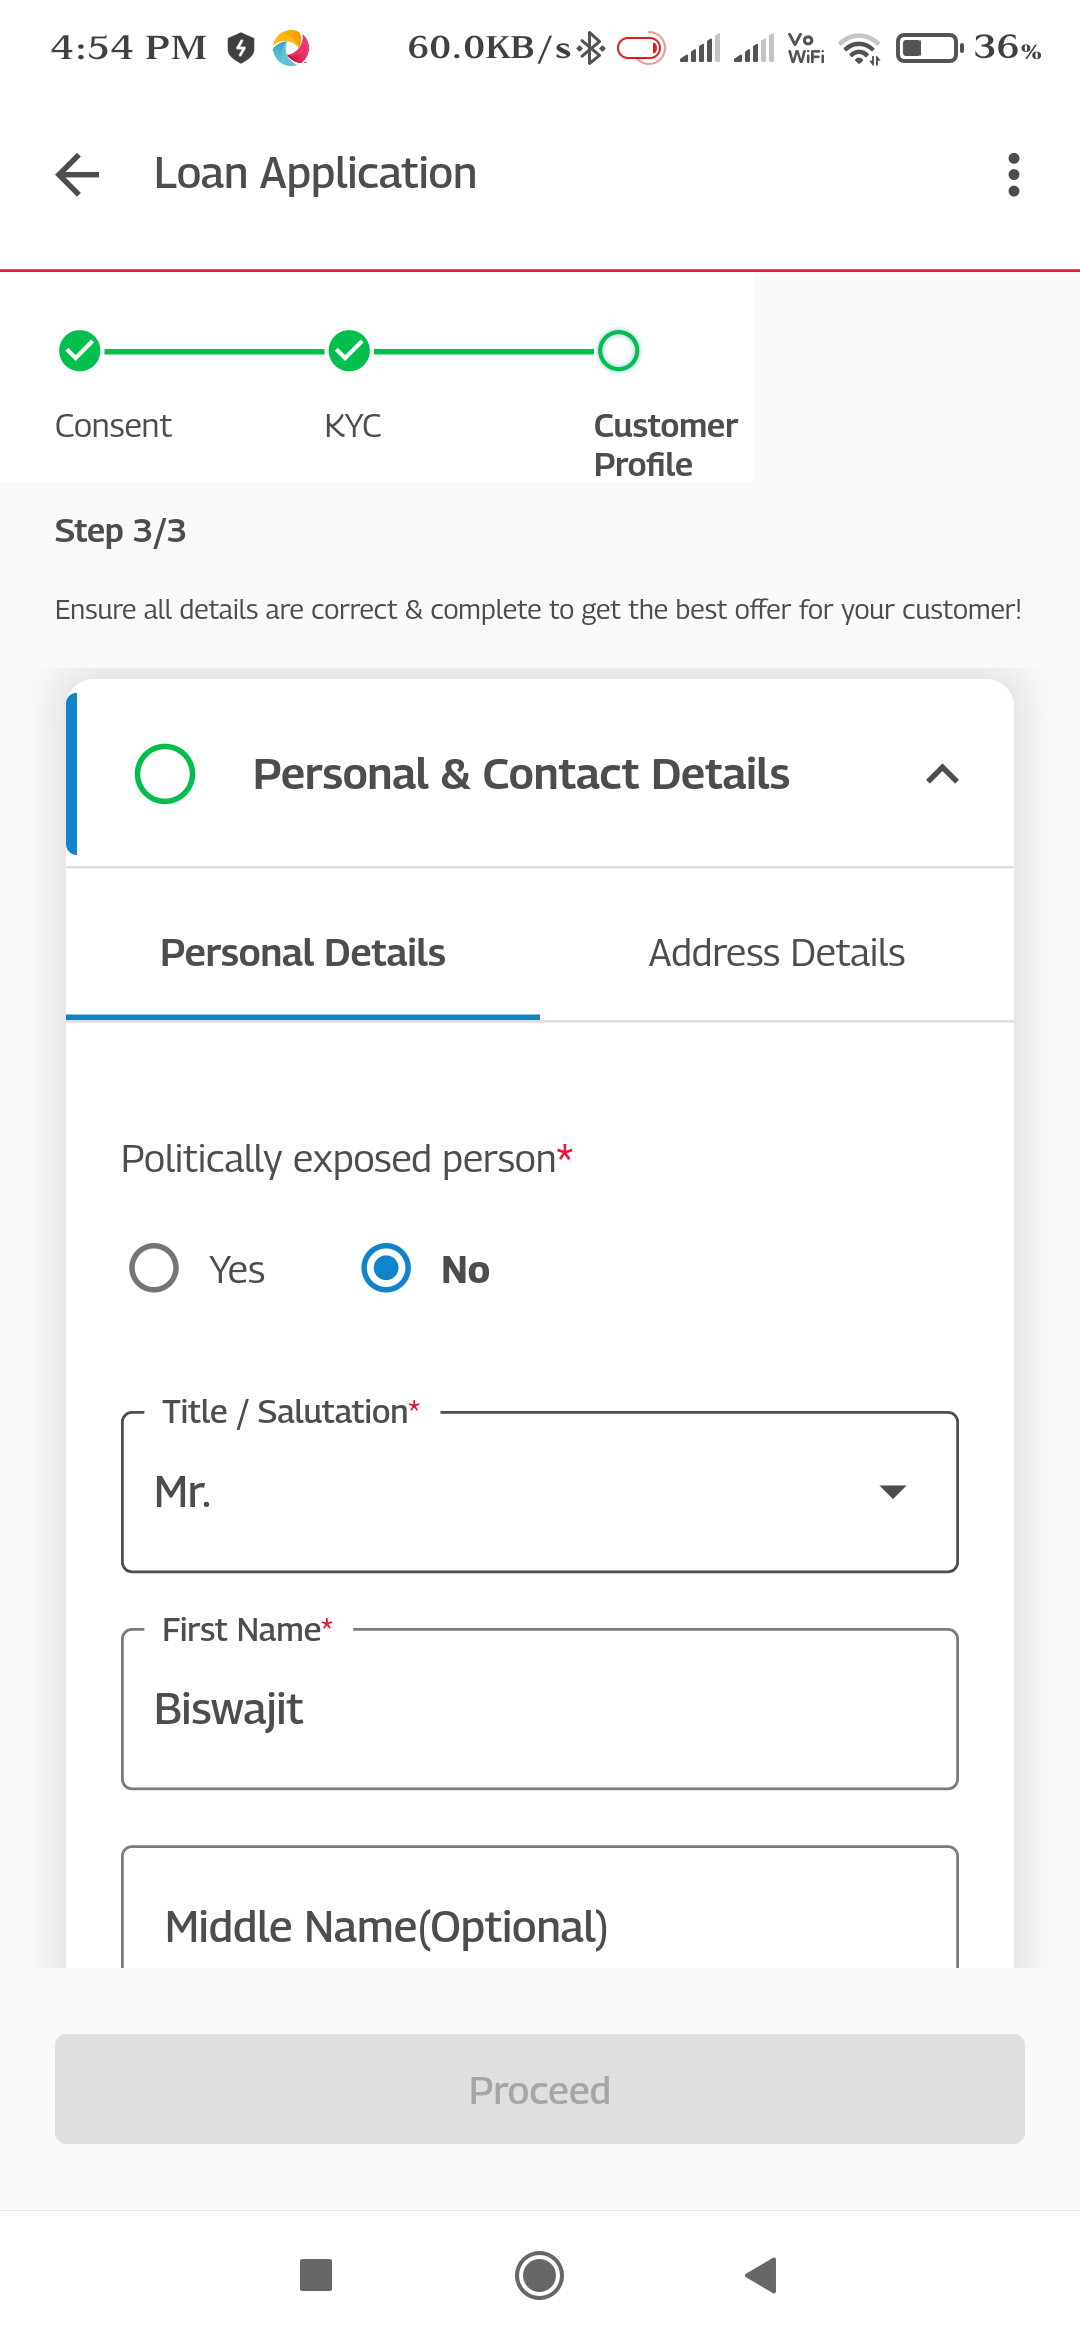 4:54 PM 60.0KB/s Vo WiFi 36%
Loan Application
Consent KYC Customer Profile
Step 3/3
Ensure all details are correct & complete to get the best offer for your customer!
Personal & Contact Details
Personal Details Address Details
Politically exposed person*
Yes No
Title / Salutation*
Mr.
First Name*
Biswajit
Middle Name(Optional)
Proceed